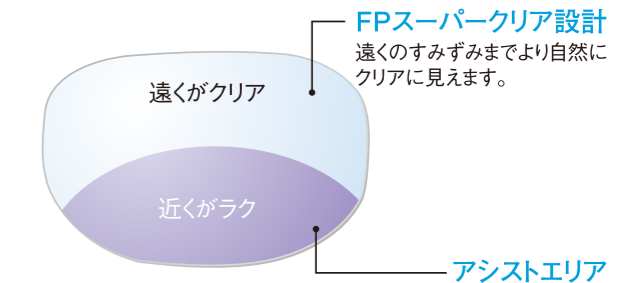 FPスーパークリア設計
遠くのすみずみまでより自然に
クリアに見えます。
遠くがクリア
近くがラク
アシストエリア